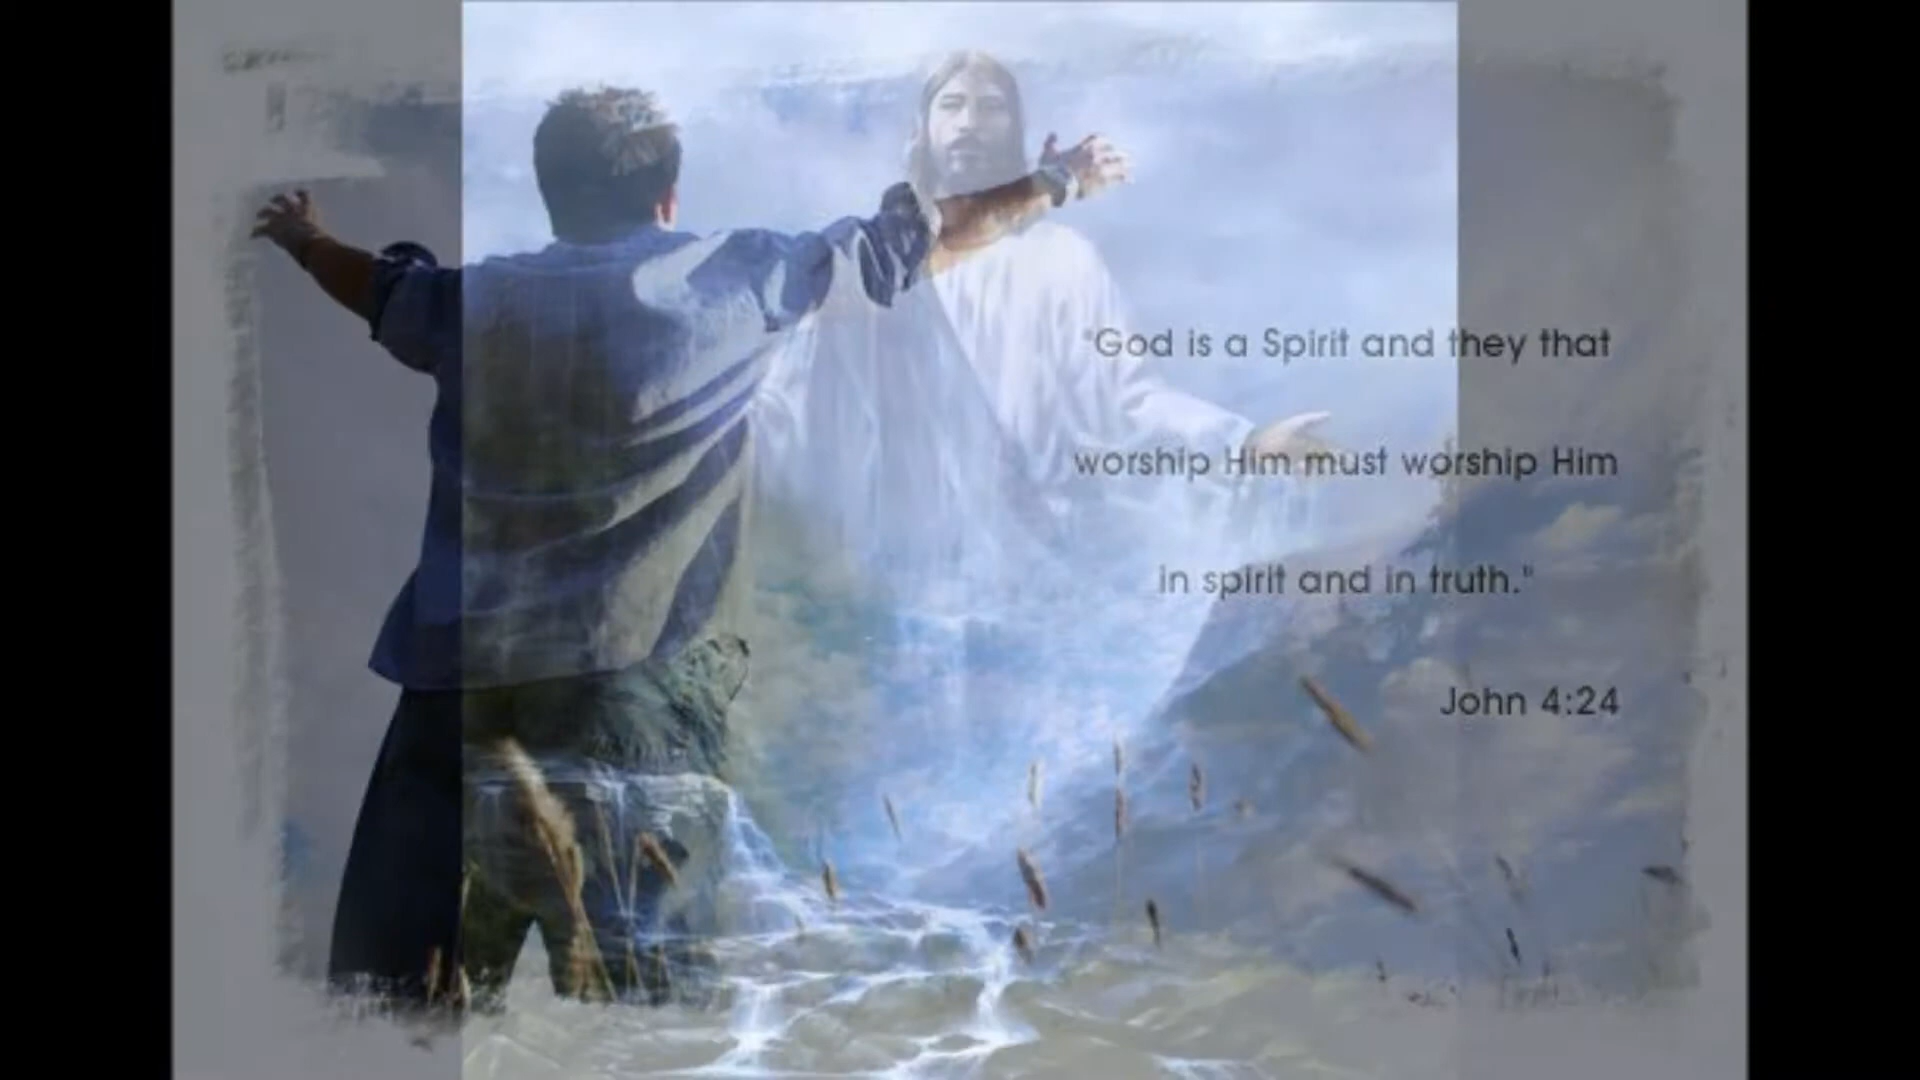 "God is a Spirit and they that
worship Him must worship Him
in spirit and in truth."
John 4:24